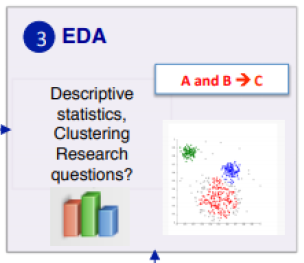 3 EDA
A and B → C
Descriptive
statistics,
Clustering
Research
questions?